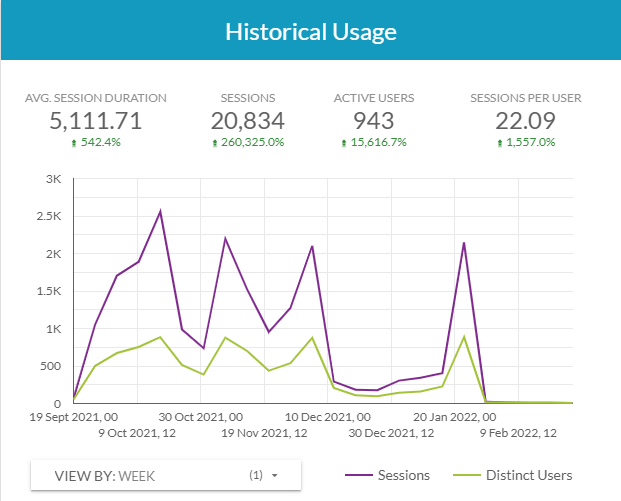 Historical Usage
AVG. SESSION DURATION SESSIONS ACTIVE USERS SESSIONS PER USER
5,111.71 20,834 943 22.09
542.4% 260,325.0% 15,616.7% 1,557.0%
3K
2.5K
2K
1.5K
1K
500
0
19 Sept 2021, 00 30 Oct 2021, 00 10 Dec 2021, 00 20 Jan 2022, 00
9 Oct 2021, 12 19 Nov 2021, 12 30 Dec 2021, 12 9 Feb 2022, 12
VIEW BY: WEEK (1) Sessions Distinct Users